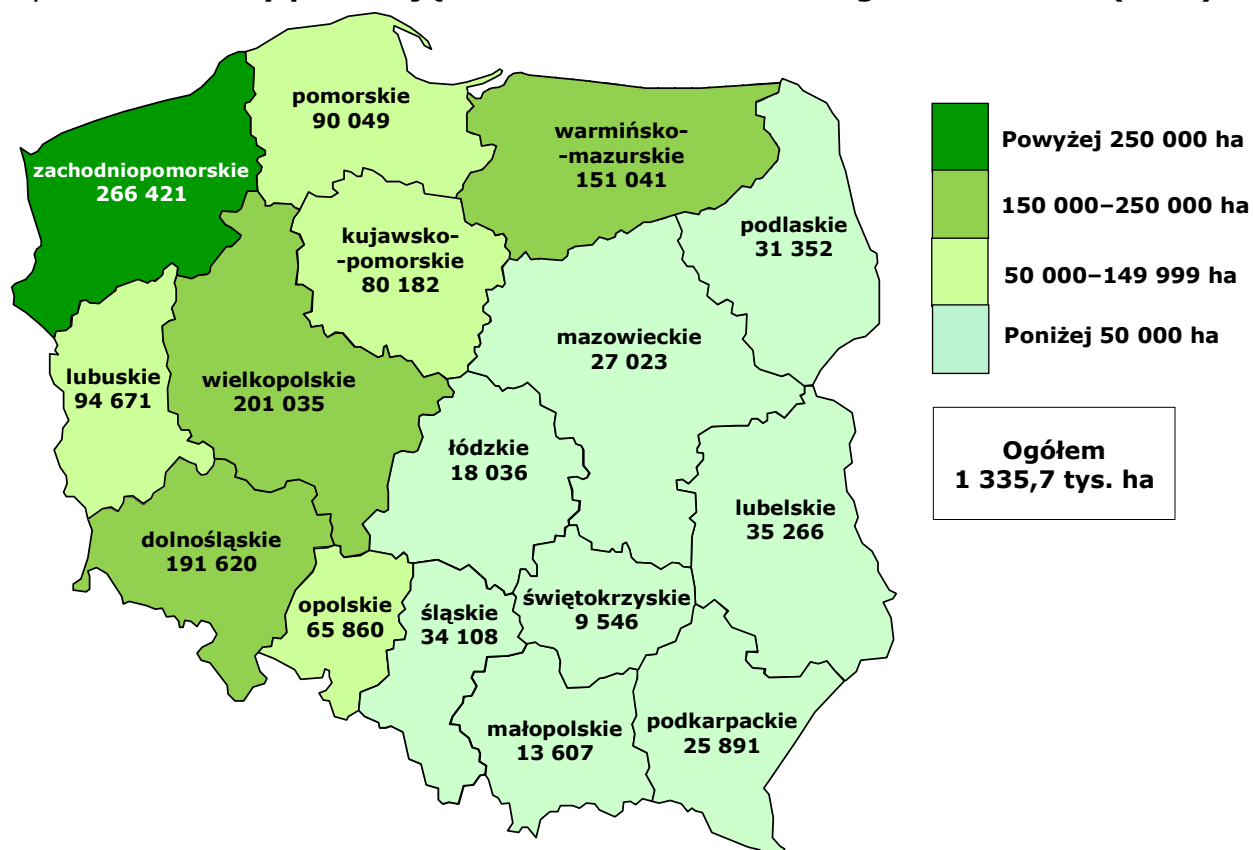 pomorskie
90 049
warmińsko-
-mazurskie
151 041
zachodniopomorskie
266 421
podlaskie
31 352
kujawsko-
-pomorskie
80 182
mazowieckie
27 023
lubuskie
94 671
wielkopolskie
201 035
łódzkie
18 036
lubelskie
35 266
dolnośląskie
191 620
opolskie
65 860
śląskie
34 108
świętokrzyskie
9 546
małopolskie
13 607
podkarpackie
25 891
Powyżej 250 000 ha
150 000–250 000 ha
50 000–149 999 ha
Poniżej 50 000 ha
Ogółem
1 335,7 tys. ha